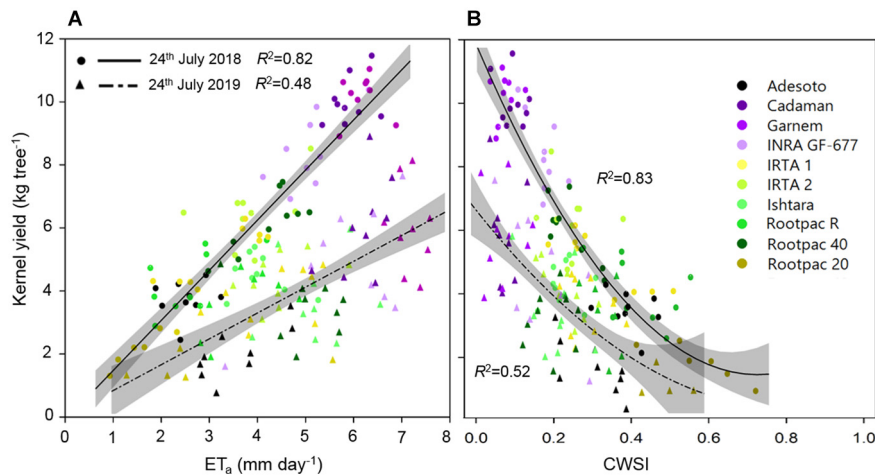 A
B
24th July 2018 R²=0.82
24th July 2019 R²=0.48
Kernel yield (kg tree⁻¹)
12
10
8
6
4
2
0
0 1 2 3 4 5 6 7 8
ETa (mm day⁻¹)
R²=0.83
R²=0.52
Adesoto
Cadaman
Garnem
INRA GF-677
IRTA 1
IRTA 2
Ishtara
Rootpac R
Rootpac 40
Rootpac 20
0.0 0.2 0.4 0.6 0.8 1.0
CWSI